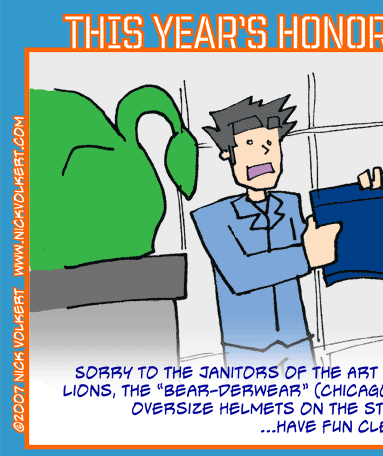 THIS YEAR'S HONOR
©2007 NICK VOLKERT WWW.NICKVOLKERT.COM
SORRY TO THE JANITORS OF THE ART
LIONS, THE "BEAR-DERWEAR" (CHICAGO
OVERSIZE HELMETS ON THE ST
...HAVE FUN CLE